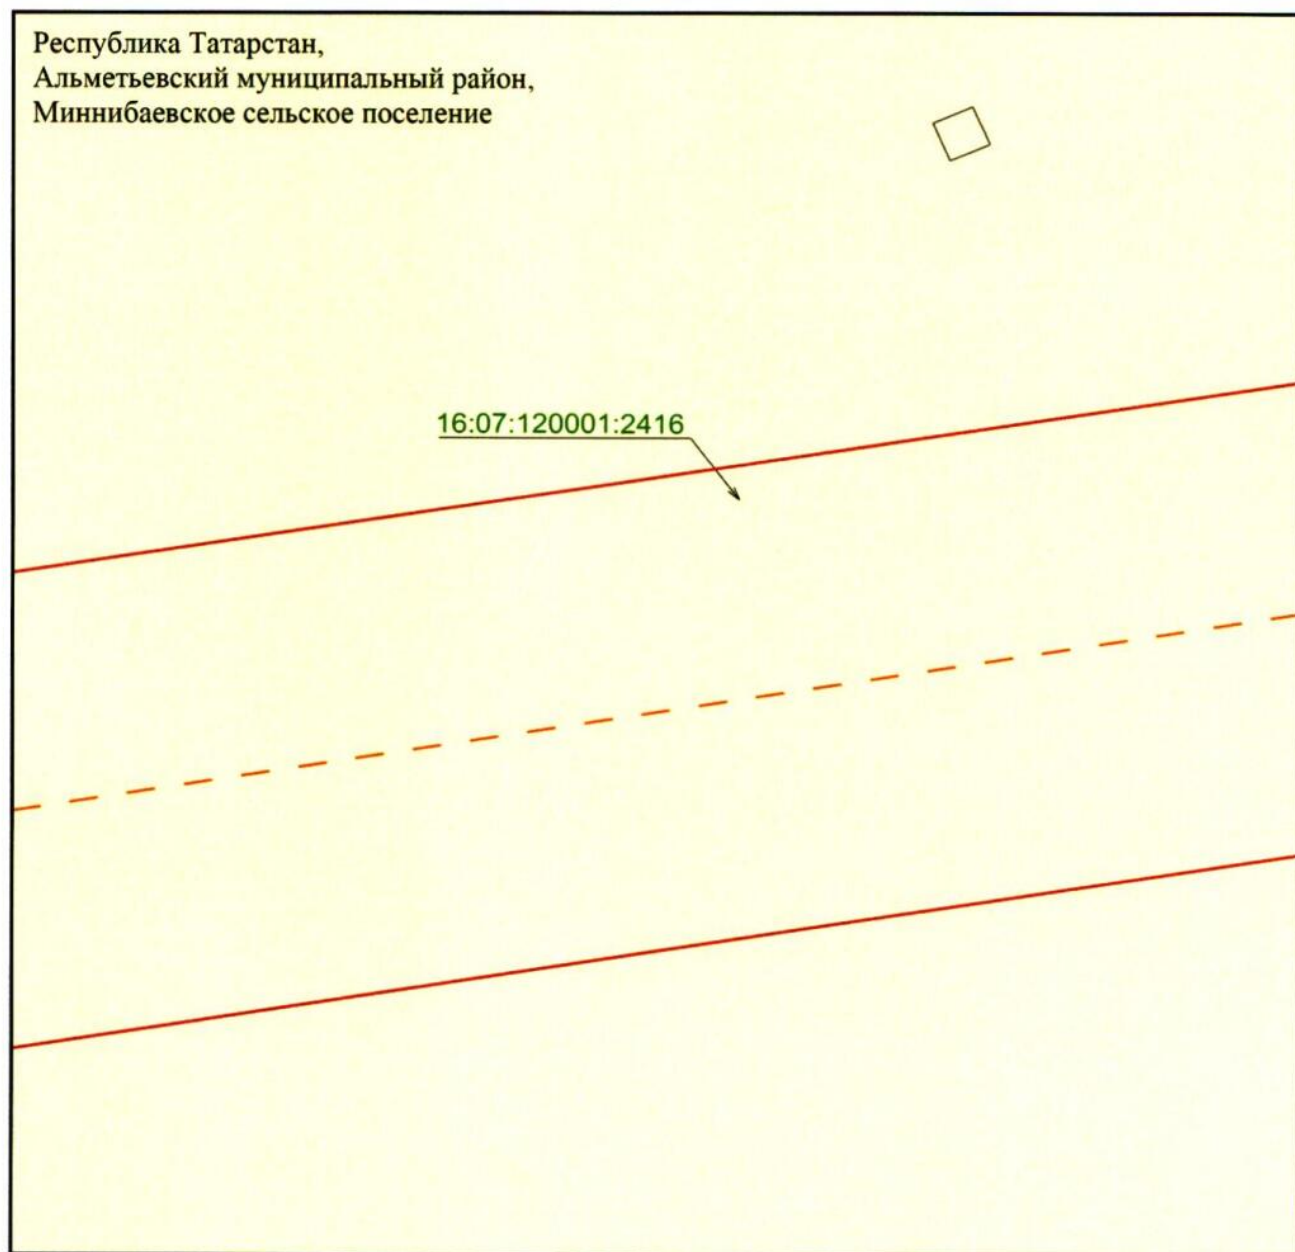 Республика Татарстан,
Альметьевский муниципальный район,
Миннибаевское сельское поселение
16:07:120001:2416